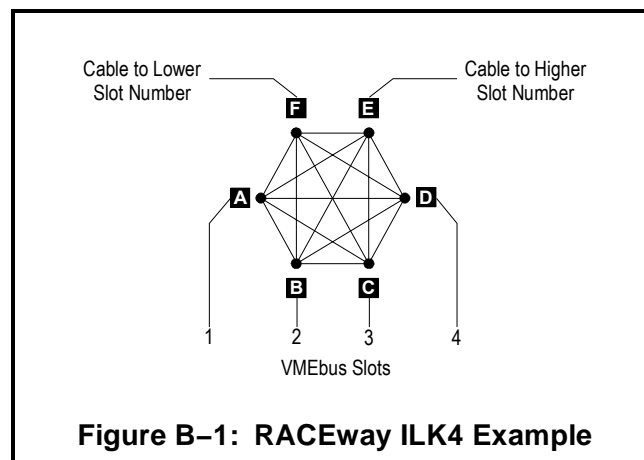 Cable to Lower
Slot Number
Cable to Higher
Slot Number
F E
A D
B C
1 2 3 4
VMEbus Slots
Figure B–1: RACEway ILK4 Example